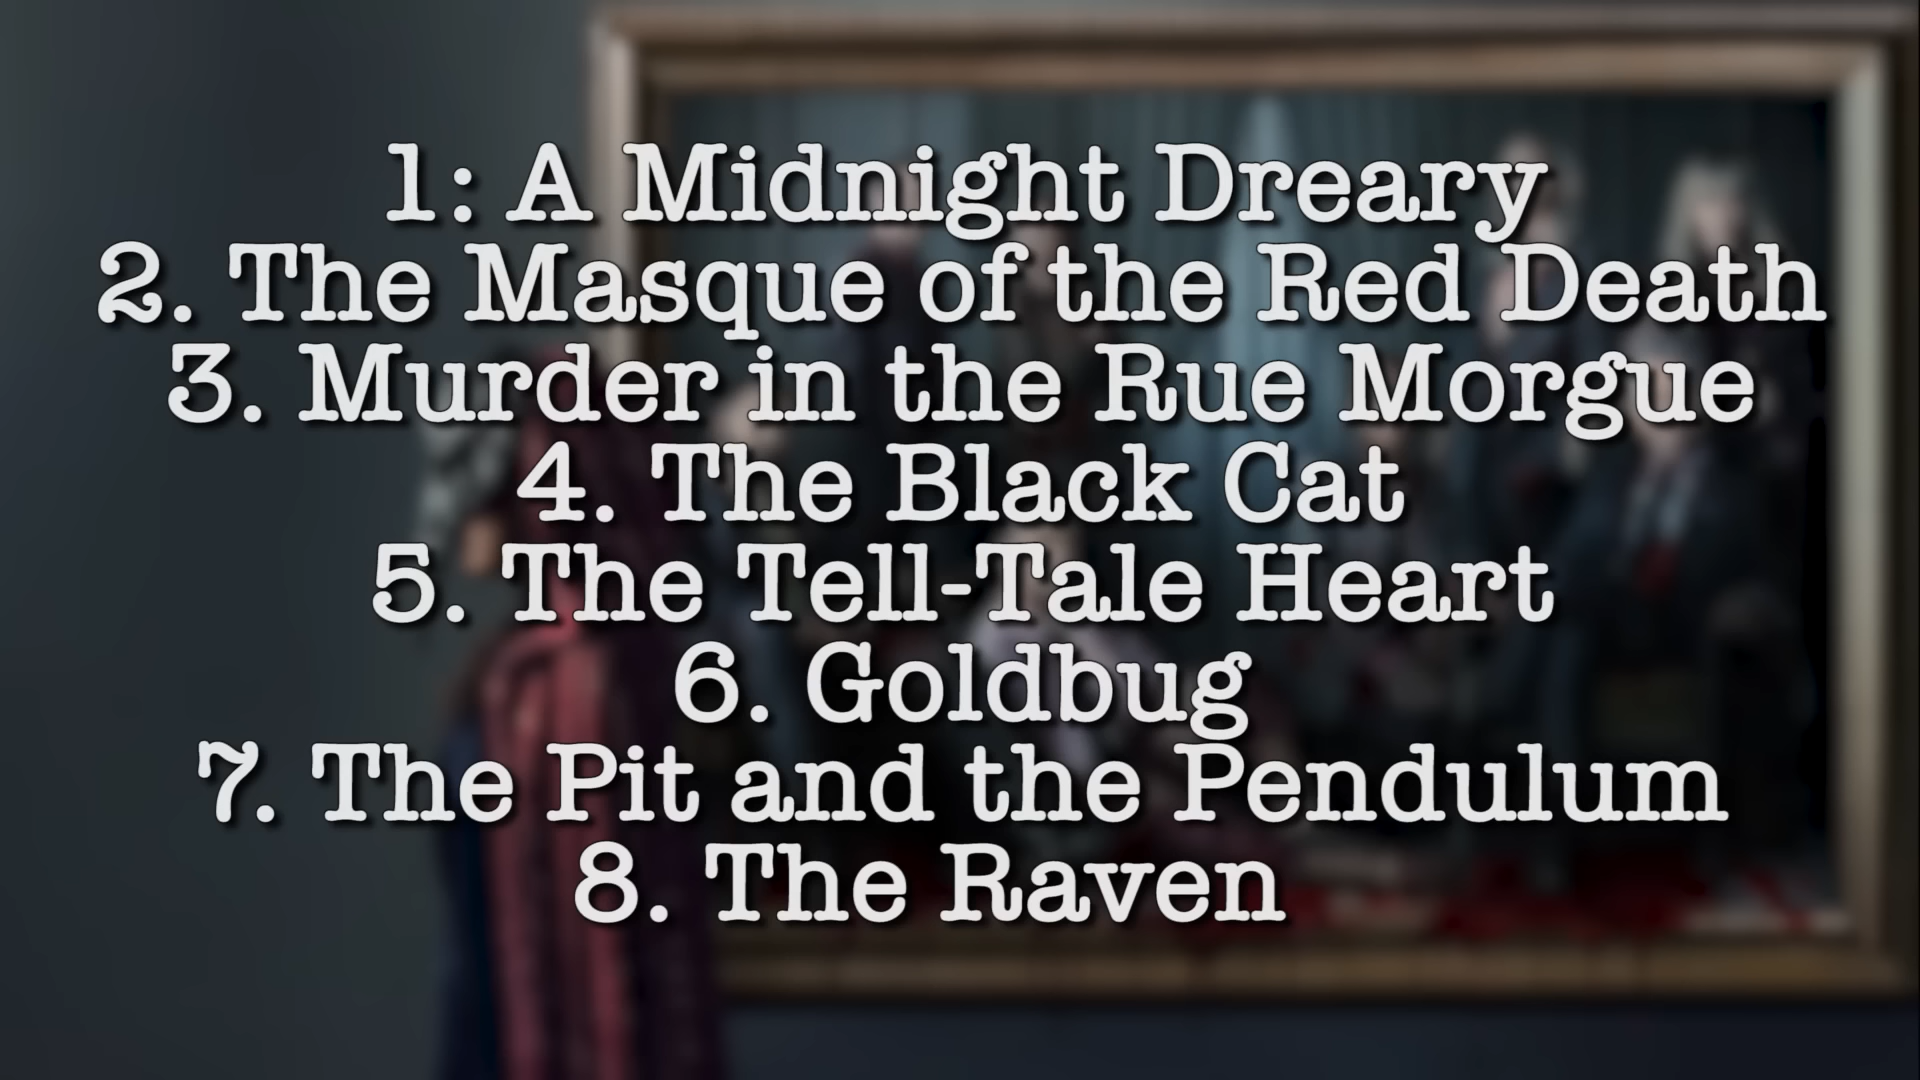 1: A Midnight Dreary
2. The Masque of the Red Death
3. Murder in the Rue Morgue
4. The Black Cat
5. The Tell-Tale Heart
6. Goldbug
7. The Pit and the Pendulum
8. The Raven